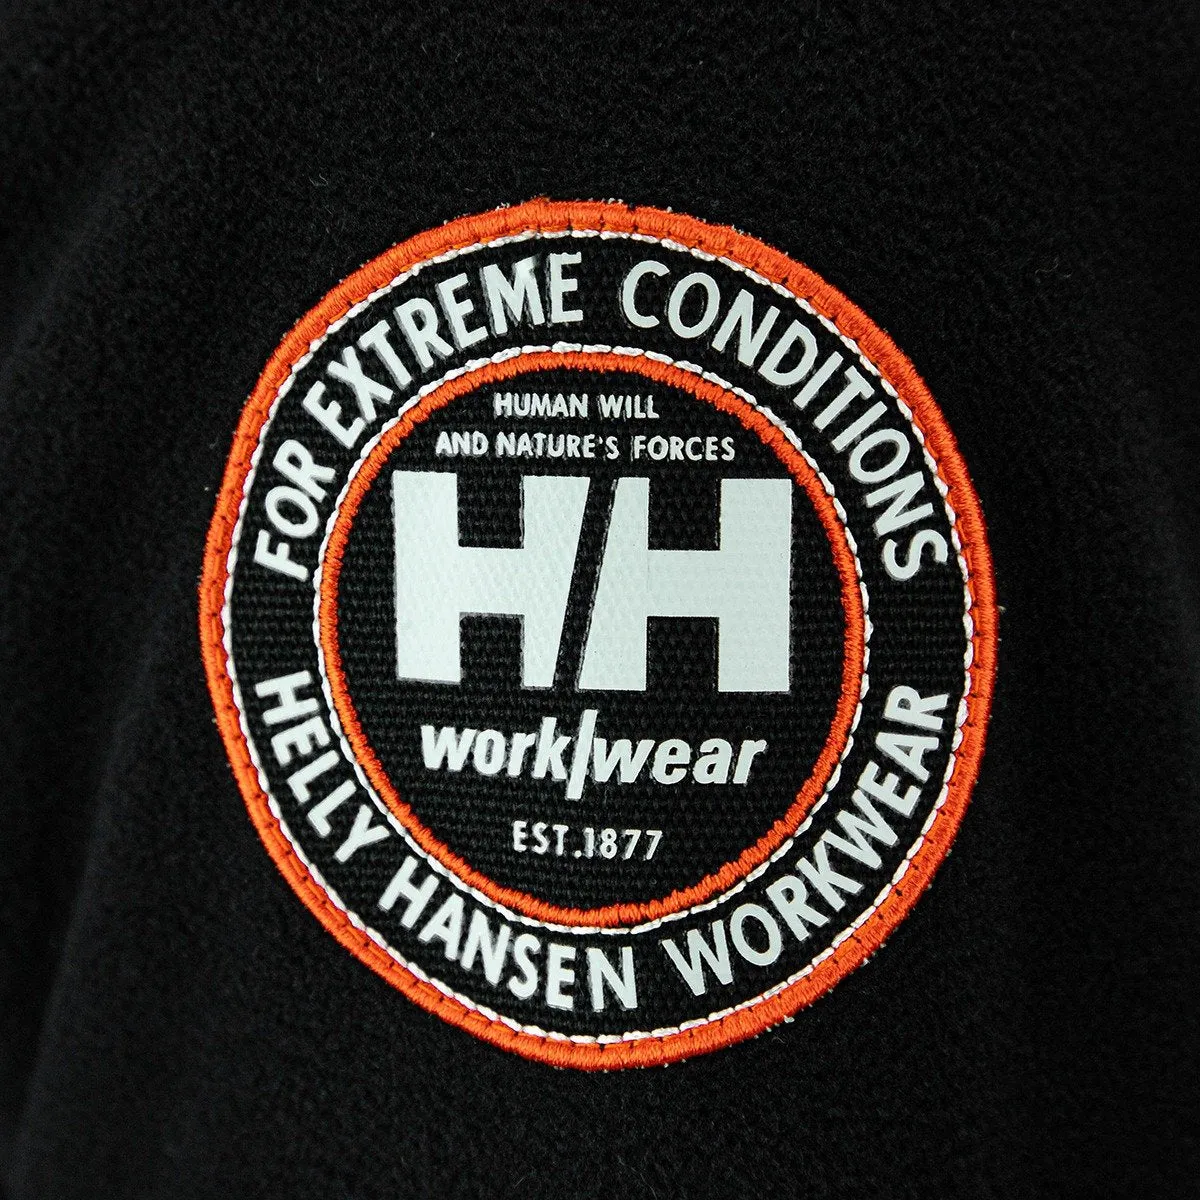 FOR EXTREME CONDITIONS
HUMAN WILL
AND NATURE'S FORCES
HH
work/wear
EST.1877
HELLY HANSEN WORKWEAR